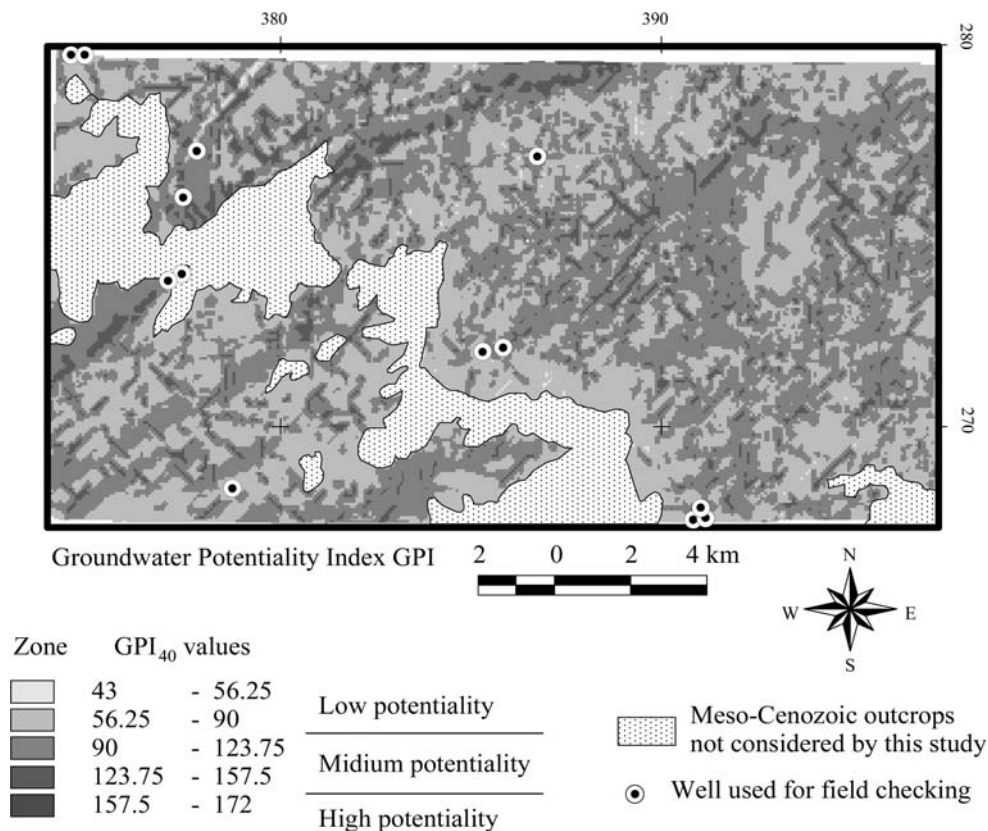 380 390
280
270
Groundwater Potentiality Index GPI
2 0 2 4 km
N
W E
S
Zone GPI40 values
43 - 56.25
56.25 - 90
90 - 123.75
123.75 - 157.5
157.5 - 172
Low potentiality
Midium potentiality
High potentiality
Meso-Cenozoic outcrops
not considered by this study
Well used for field checking